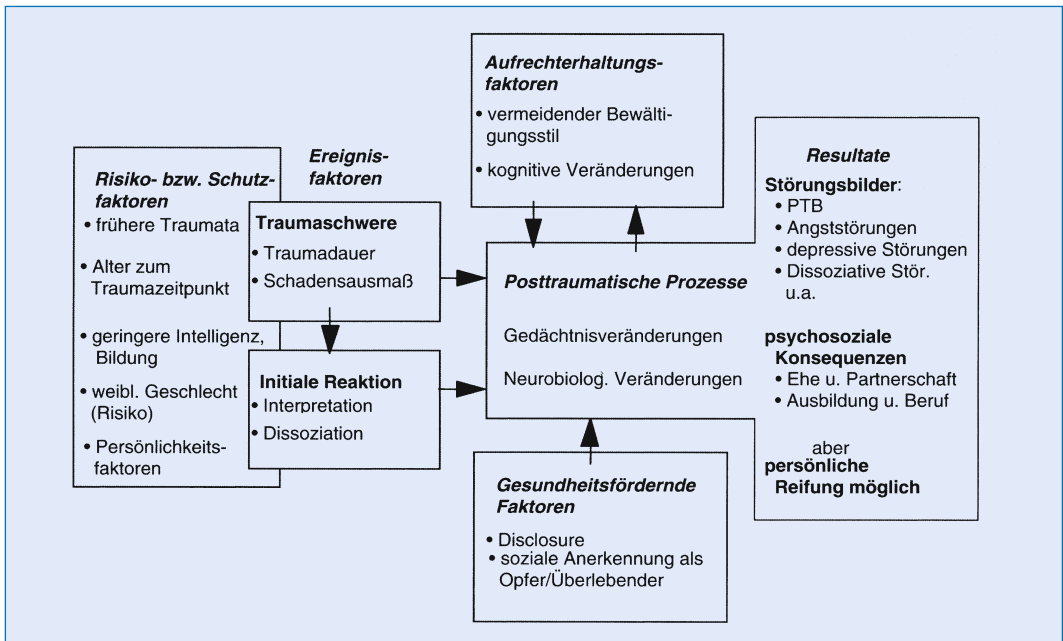 Risiko- bzw. Schutz-
faktoren
• frühere Traumata
• Alter zum
Traumazeitpunkt
• geringere Intelligenz,
Bildung
• weibl. Geschlecht
(Risiko)
• Persönlichkeits-
faktoren
Ereignis-
faktoren
Traumaschwere
• Traumadauer
• Schadensausmaß
Initiale Reaktion
• Interpretation
• Dissoziation
Aufrechterhaltungs-
faktoren
• vermeidender Bewälti-
gungsstil
• kognitive Veränderungen
Posttraumatische Prozesse
Gedächtnisveränderungen
Neurobiolog. Veränderungen
Gesundheitsfördernde
Faktoren
• Disclosure
• soziale Anerkennung als
Opfer/Überlebender
Resultate
Störungsbilder:
• PTB
• Angststörungen
• depressive Störungen
• Dissoziative Stör.
u.a.
psychosoziale
Konsequenzen
• Ehe u. Partnerschaft
• Ausbildung u. Beruf
aber
persönliche
Reifung möglich